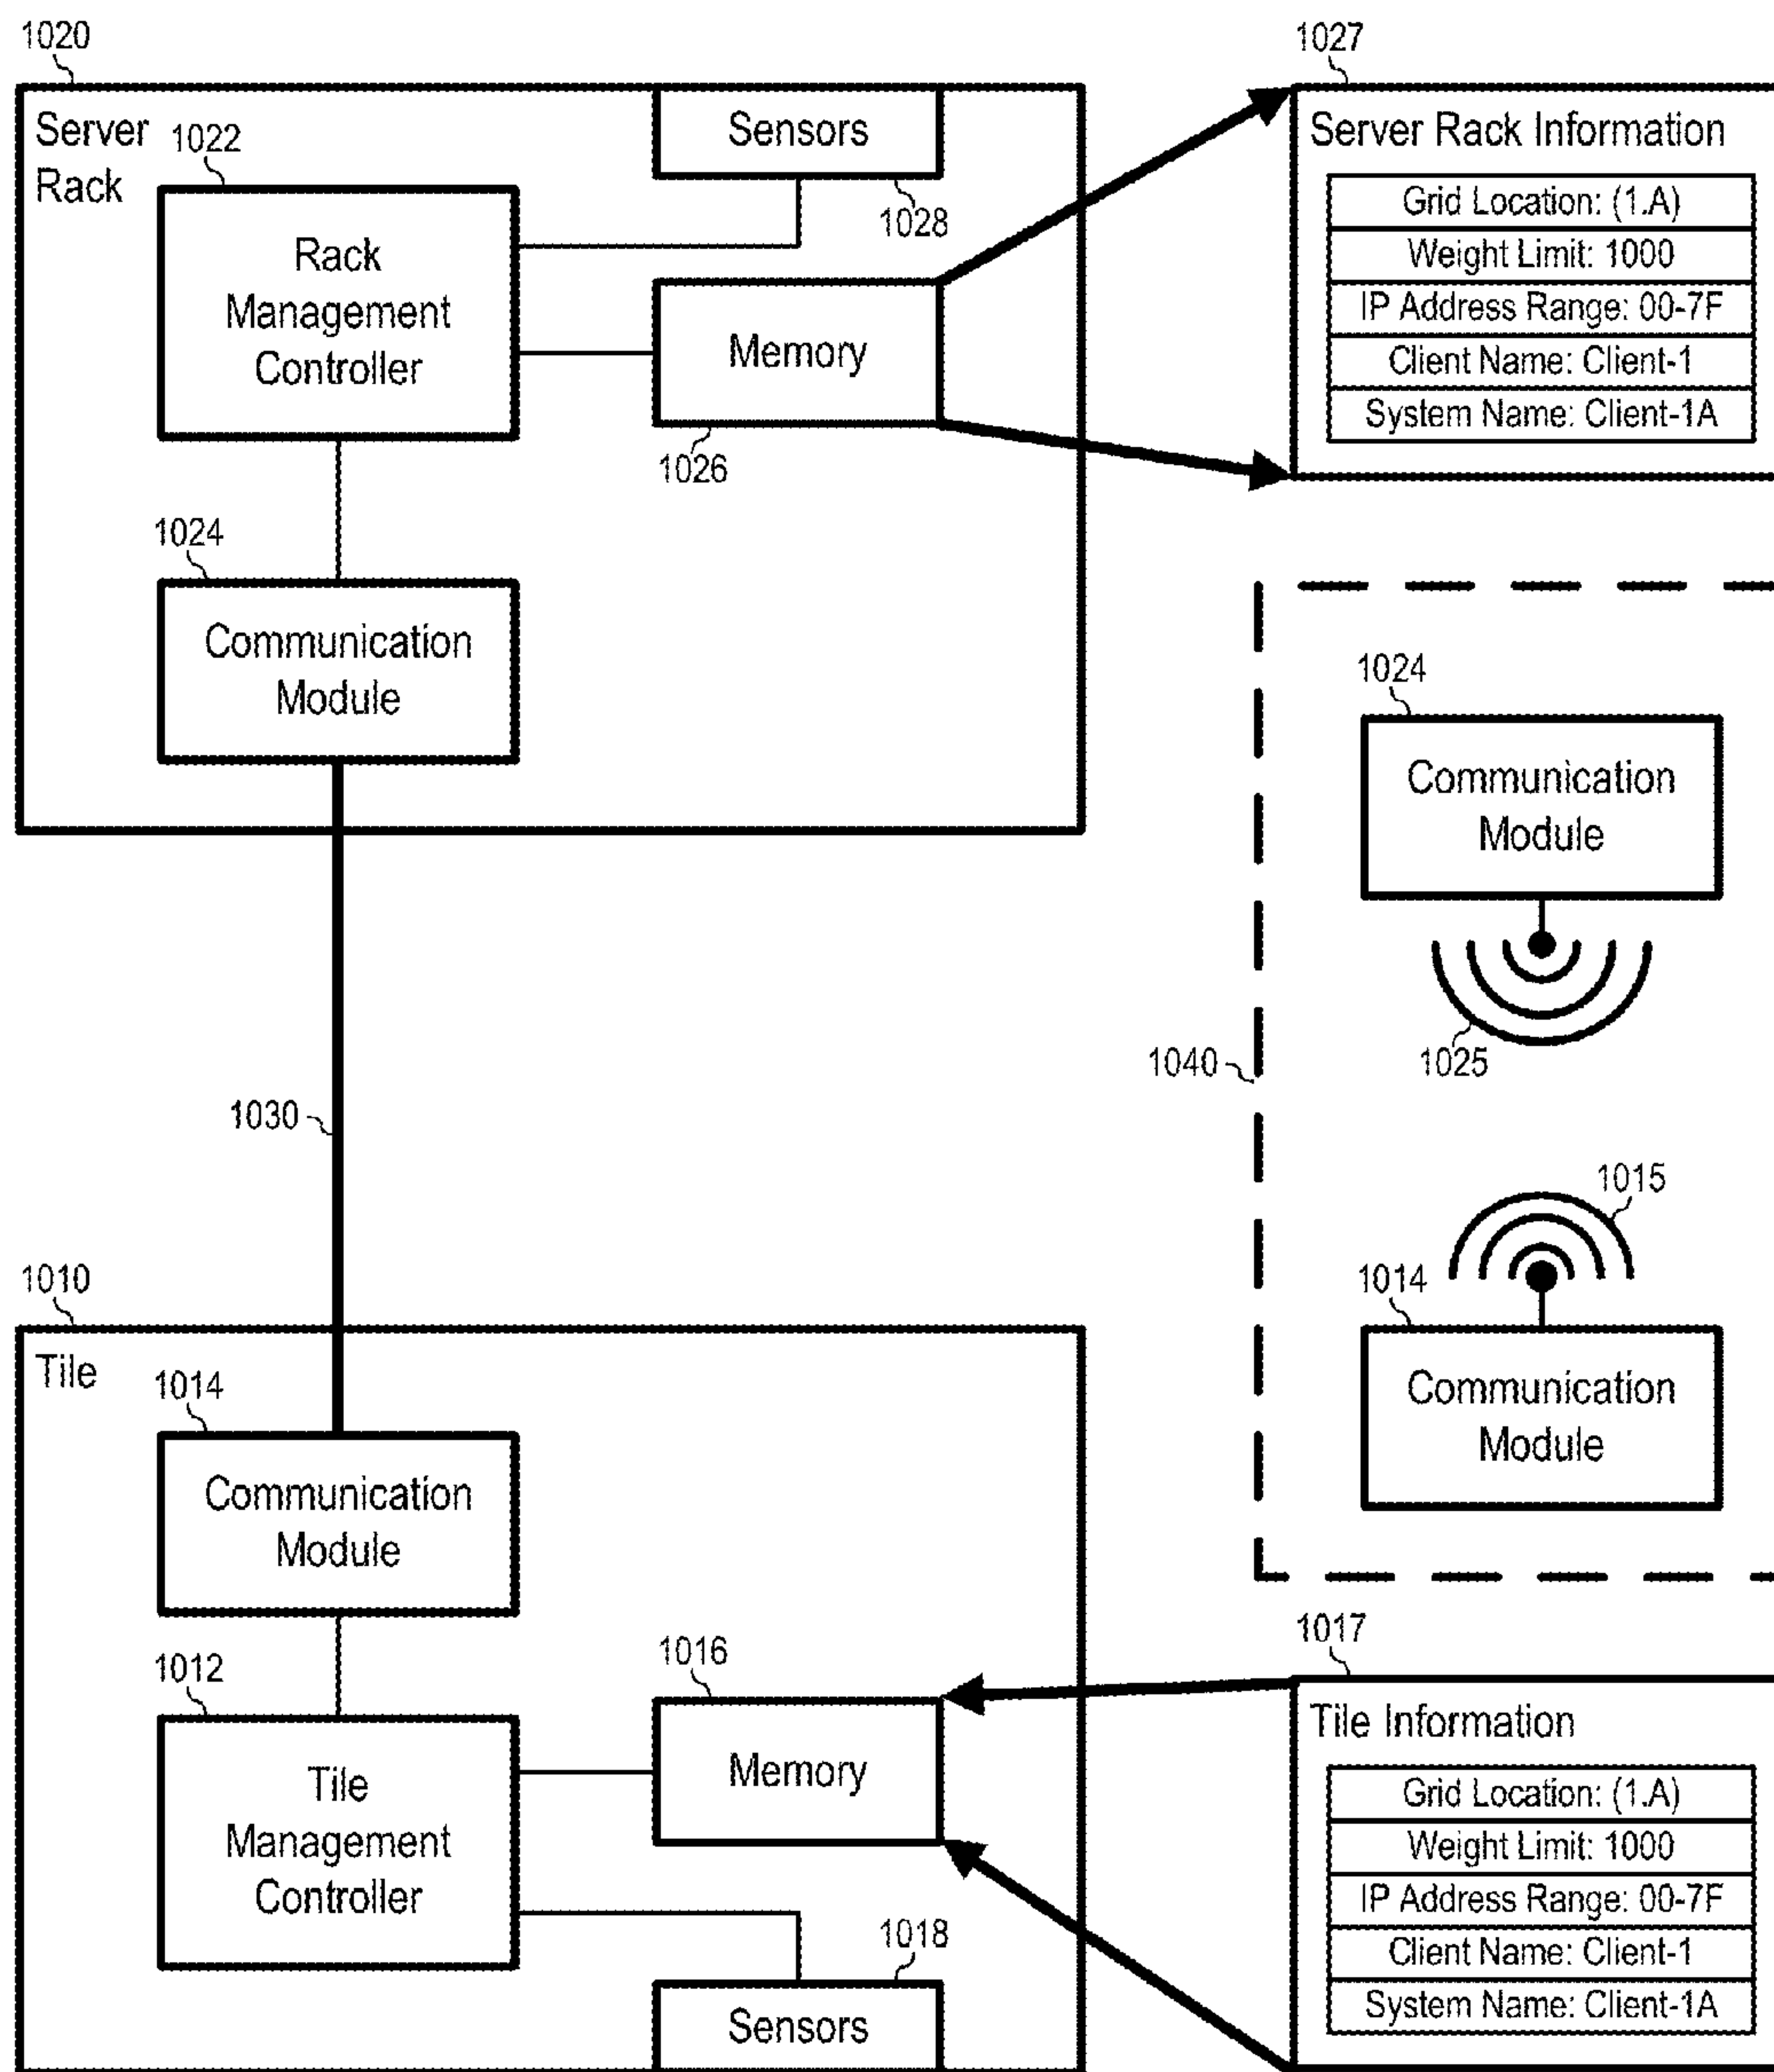 1020
Server
Rack
1022
Sensors
1028
Rack
Management
Controller
Memory
1026
1024
Communication
Module
1027
Server Rack Information
Grid Location: (1.A)
Weight Limit: 1000
IP Address Range: 00-7F
Client Name: Client-1
System Name: Client-1A
1030
1040
1024
Communication
Module
1025
1015
1014
Communication
Module
1010
Tile
1014
Communication
Module
1012
Tile
Management
Controller
1016
Memory
1018
Sensors
1017
Tile Information
Grid Location: (1.A)
Weight Limit: 1000
IP Address Range: 00-7F
Client Name: Client-1
System Name: Client-1A